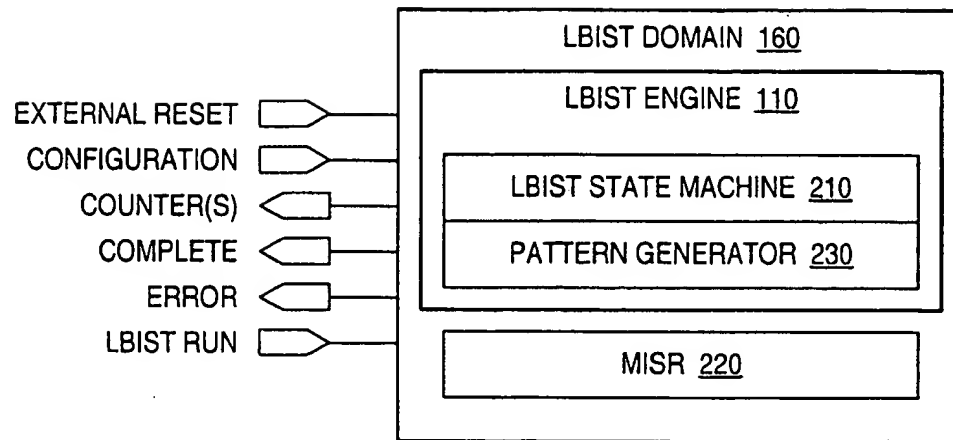 LBIST DOMAIN 160
LBIST ENGINE 110
EXTERNAL RESET
CONFIGURATION
LBIST STATE MACHINE 210
COUNTER(S)
COMPLETE
PATTERN GENERATOR 230
ERROR
LBIST RUN
MISR 220